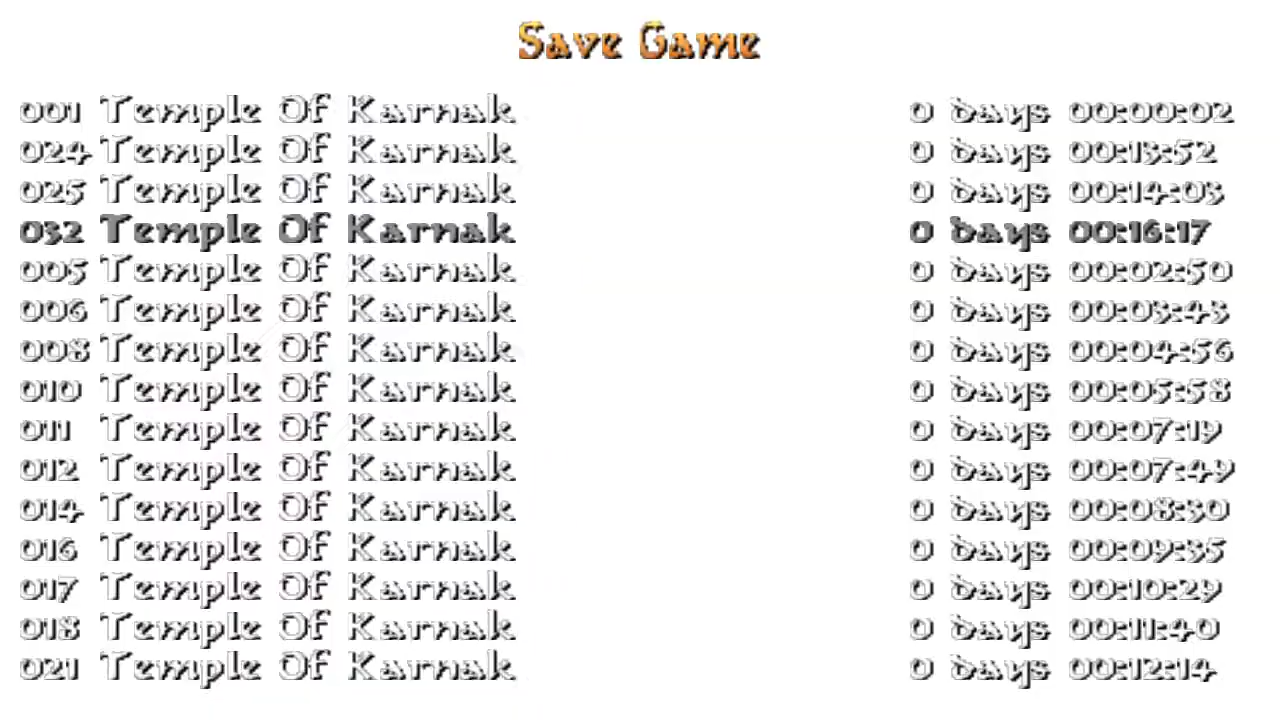 Save Game
001 Temple Of Karnak 0 days 00:00:02
024 Temple Of Karnak 0 days 00:13:52
025 Temple Of Karnak 0 days 00:14:03
032 Temple Of Karnak 0 days 00:16:17
005 Temple Of Karnak 0 days 00:02:50
006 Temple Of Karnak 0 days 00:03:43
008 Temple Of Karnak 0 days 00:04:56
010 Temple Of Karnak 0 days 00:05:58
011 Temple Of Karnak 0 days 00:07:19
012 Temple Of Karnak 0 days 00:07:49
014 Temple Of Karnak 0 days 00:08:30
016 Temple Of Karnak 0 days 00:09:35
017 Temple Of Karnak 0 days 00:10:29
018 Temple Of Karnak 0 days 00:11:40
021 Temple Of Karnak 0 days 00:12:14